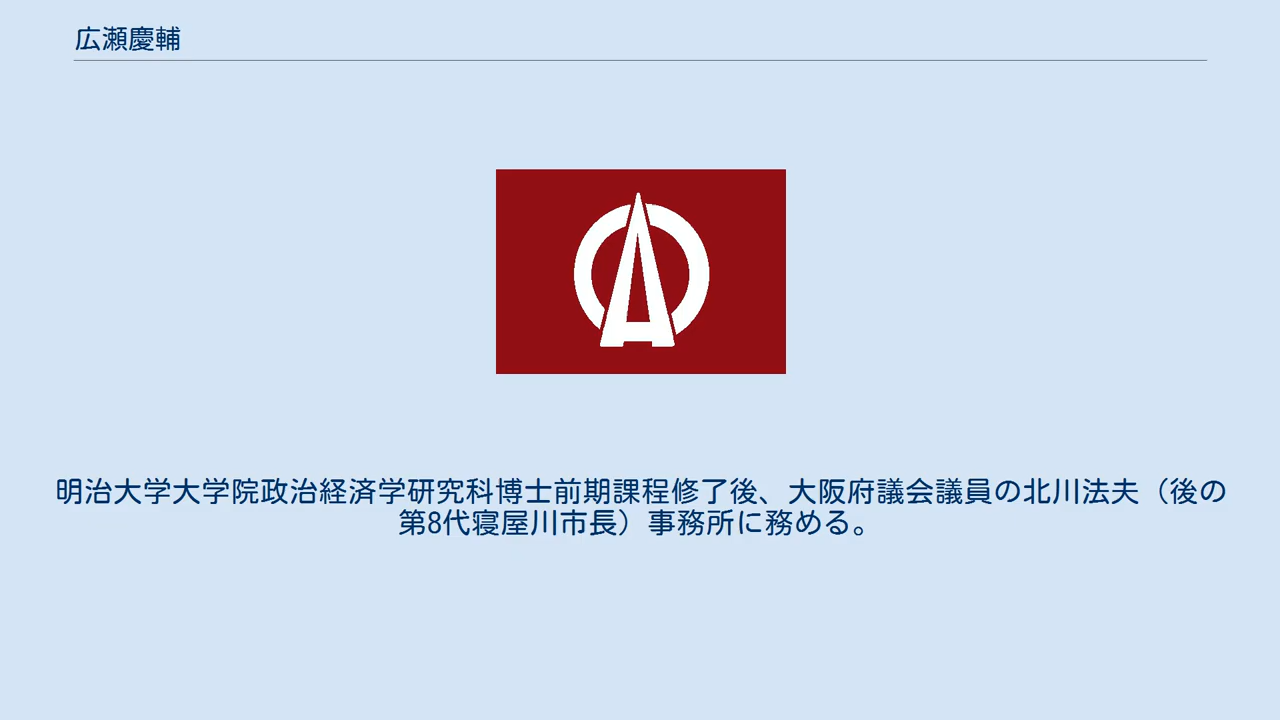 広瀬慶輔
明治大学大学院政治経済学研究科博士前期課程修了後、大阪府議会議員の北川法夫（後の
第8代寝屋川市長）事務所に務める。